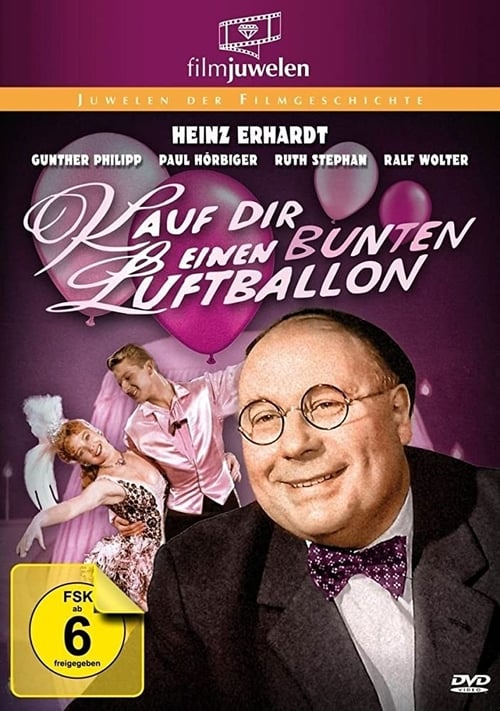 filmjuwelen
JUWELEN DER FILMGESCHICHTE
HEINZ ERHARDT
GUNTHER PHILIPP PAUL HÖRBIGER RUTH STEPHAN RALF WOLTER
KAUF DIR
EINEN BUNTEN
LUFTBALLON
FSK
ab
6
freigegeben
DVD
VIDEO